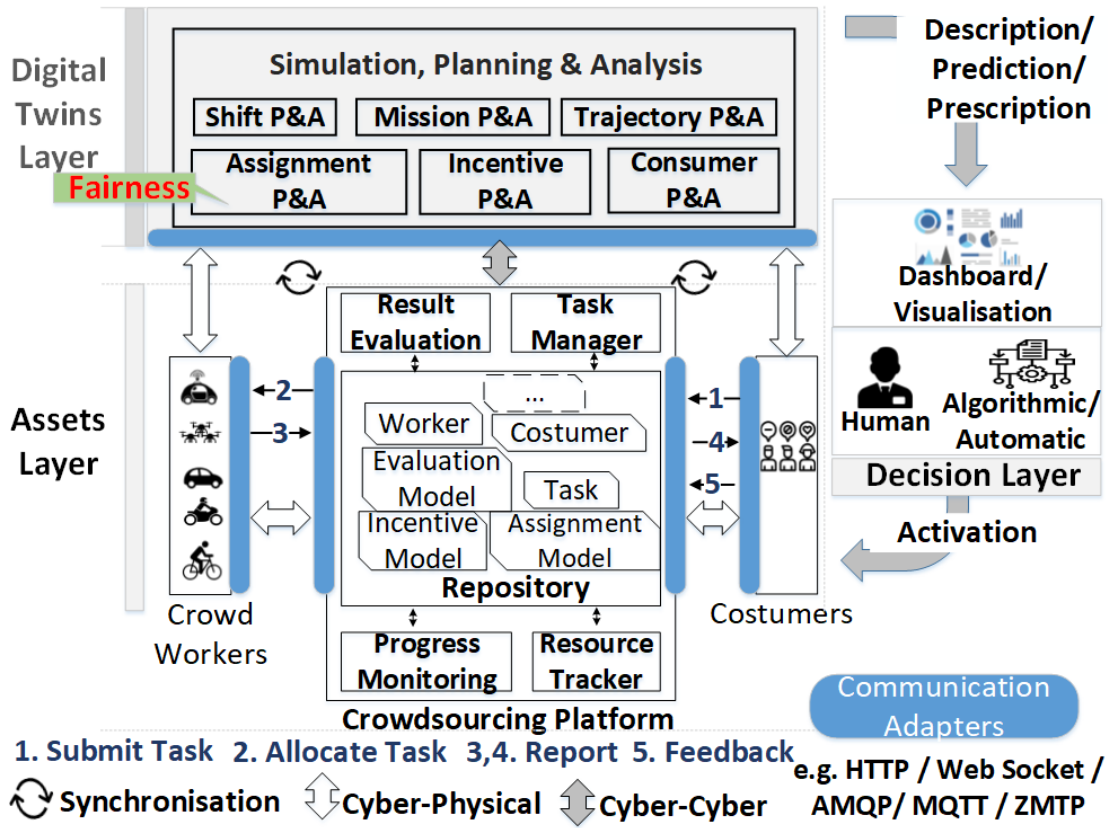 Digital
Twins
Layer
Simulation, Planning & Analysis
Shift P&A
Mission P&A
Trajectory P&A
Assignment
P&A
Incentive
P&A
Consumer
P&A
Fairness
Description/
Prediction/
Prescription
Dashboard/
Visualisation
Human
Algorithmic/
Automatic
Decision Layer
Activation
Assets
Layer
Result
Evaluation
Task
Manager
2
3
1
4
5
...
Worker
Costumer
Evaluation
Model
Task
Incentive
Model
Assignment
Model
Repository
Progress
Monitoring
Resource
Tracker
Crowd
Workers
Costumers
Crowdsourcing Platform
Communication
Adapters
1. Submit Task 2. Allocate Task 3,4. Report 5. Feedback
Synchronisation
Cyber-Physical
Cyber-Cyber
e.g. HTTP / Web Socket /
AMQP/ MQTT / ZMTP